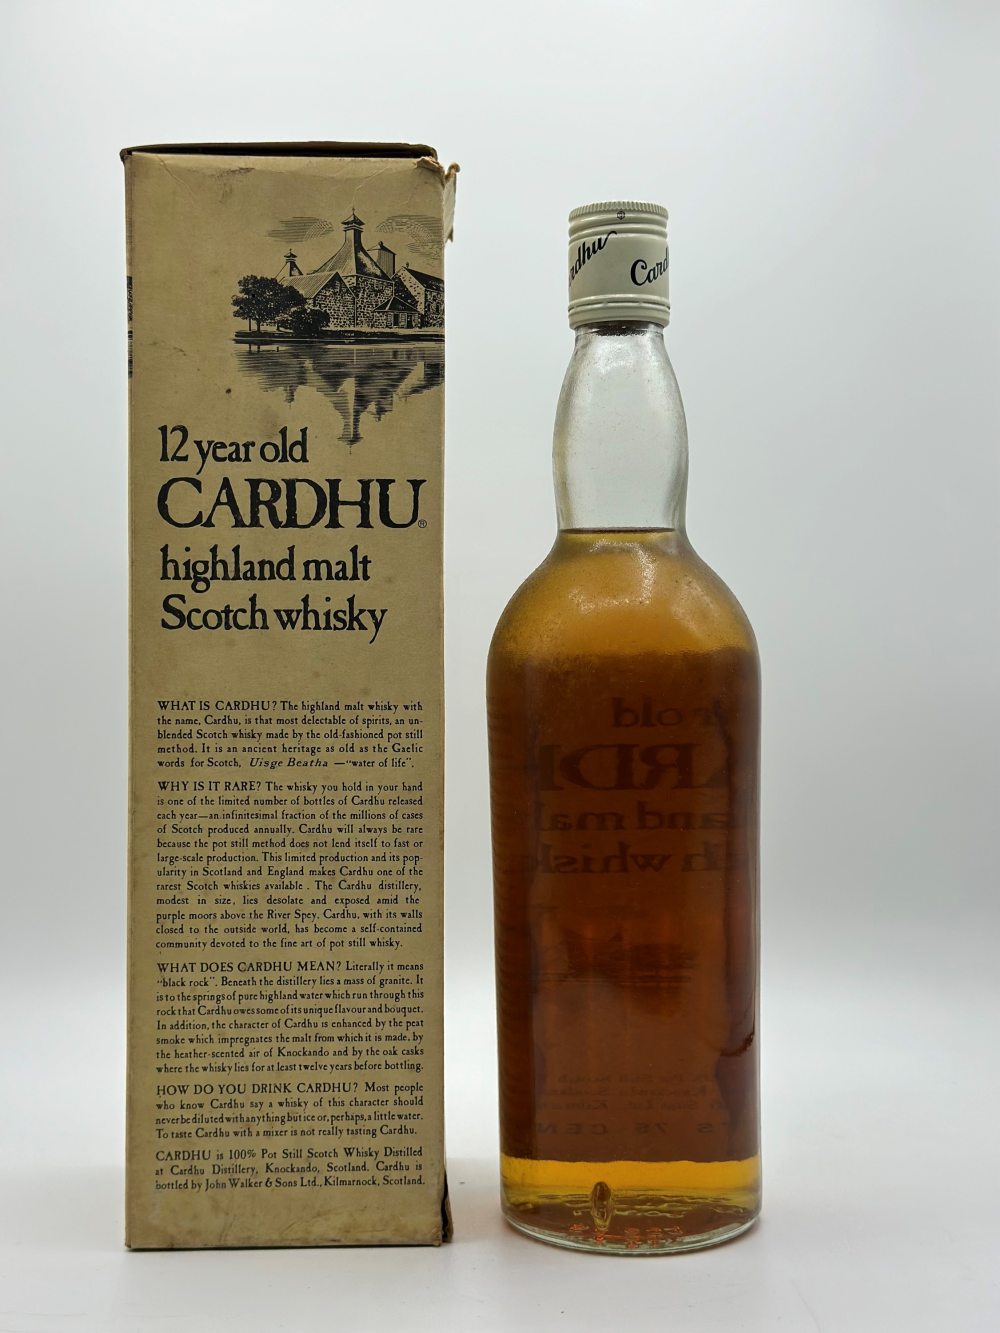 12 year old
CARDHU®
highland malt
Scotch whisky
WHAT IS CARDHU? The highland malt whisky with
the name, Cardhu, is that most delectable of spirits, an un-
blended Scotch whisky made by the old-fashioned pot still
method. It is an ancient heritage as old as the Gaelic
words for Scotch, Uisge Beatha —"water of life".
WHY IS IT RARE? The whisky you hold in your hand
is one of the limited number of bottles of Cardhu released
each year—an infinitesimal fraction of the millions of cases
of Scotch produced annually. Cardhu will always be rare
because the pot still method does not lend itself to fast or
large-scale production. This limited production and its pop-
ularity in Scotland and England makes Cardhu one of the
rarest Scotch whiskies available . The Cardhu distillery,
modest in size, lies desolate and exposed amid the
purple moors above the River Spey. Cardhu, with its walls
closed to the outside world, has become a self-contained
community devoted to the fine art of pot still whisky.
WHAT DOES CARDHU MEAN? Literally it means
"black rock". Beneath the distillery lies a mass of granite. It
is to the springs of pure highland water which run through this
rock that Cardhu owes some of its unique flavour and bouquet.
In addition, the character of Cardhu is enhanced by the peat
smoke which impregnates the malt from which it is made, by
the heather-scented air of Knockando and by the oak casks
where the whisky lies for at least twelve years before bottling.
HOW DO YOU DRINK CARDHU? Most people
who know Cardhu say a whisky of this character should
never be diluted with anything but ice or, perhaps, a little water.
To taste Cardhu with a mixer is not really tasting Cardhu.
CARDHU is 100% Pot Still Scotch Whisky Distilled
at Cardhu Distillery, Knockando, Scotland. Cardhu is
bottled by John Walker & Sons Ltd., Kilmarnock, Scotland.
rdhu Card